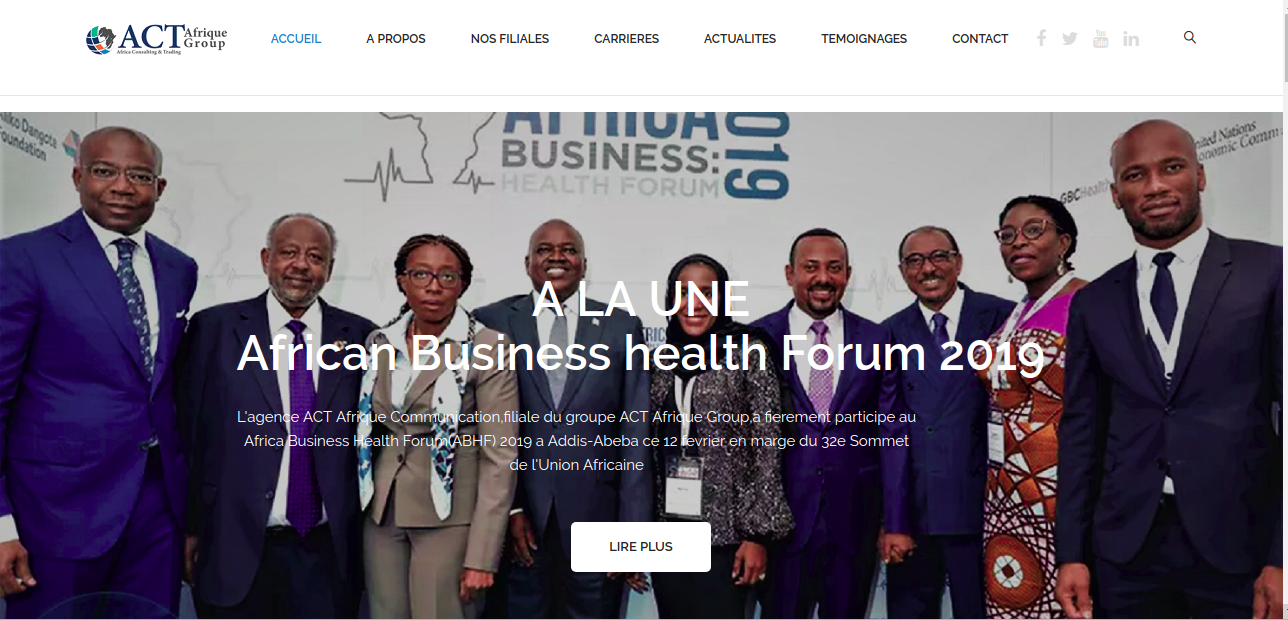 ACT Afrique Group
Africa Consulting & Trading
ACCUEIL
A PROPOS
NOS FILIALES
CARRIERES
ACTUALITES
TEMOIGNAGES
CONTACT
You Tube
Dangote
Foundation
AFRICA
BUSINESS:
HEALTH FORUM
2019
United Nations
GBCHealth
A LA UNE
African Business health Forum 2019
L'agence ACT Afrique Communication,filiale du groupe ACT Afrique Group,a fierement participe au
Africa Business Health Forum(ABHF) 2019 a Addis-Abeba ce 12 fevrier en marge du 32e Sommet
de l'Union Africaine
LIRE PLUS